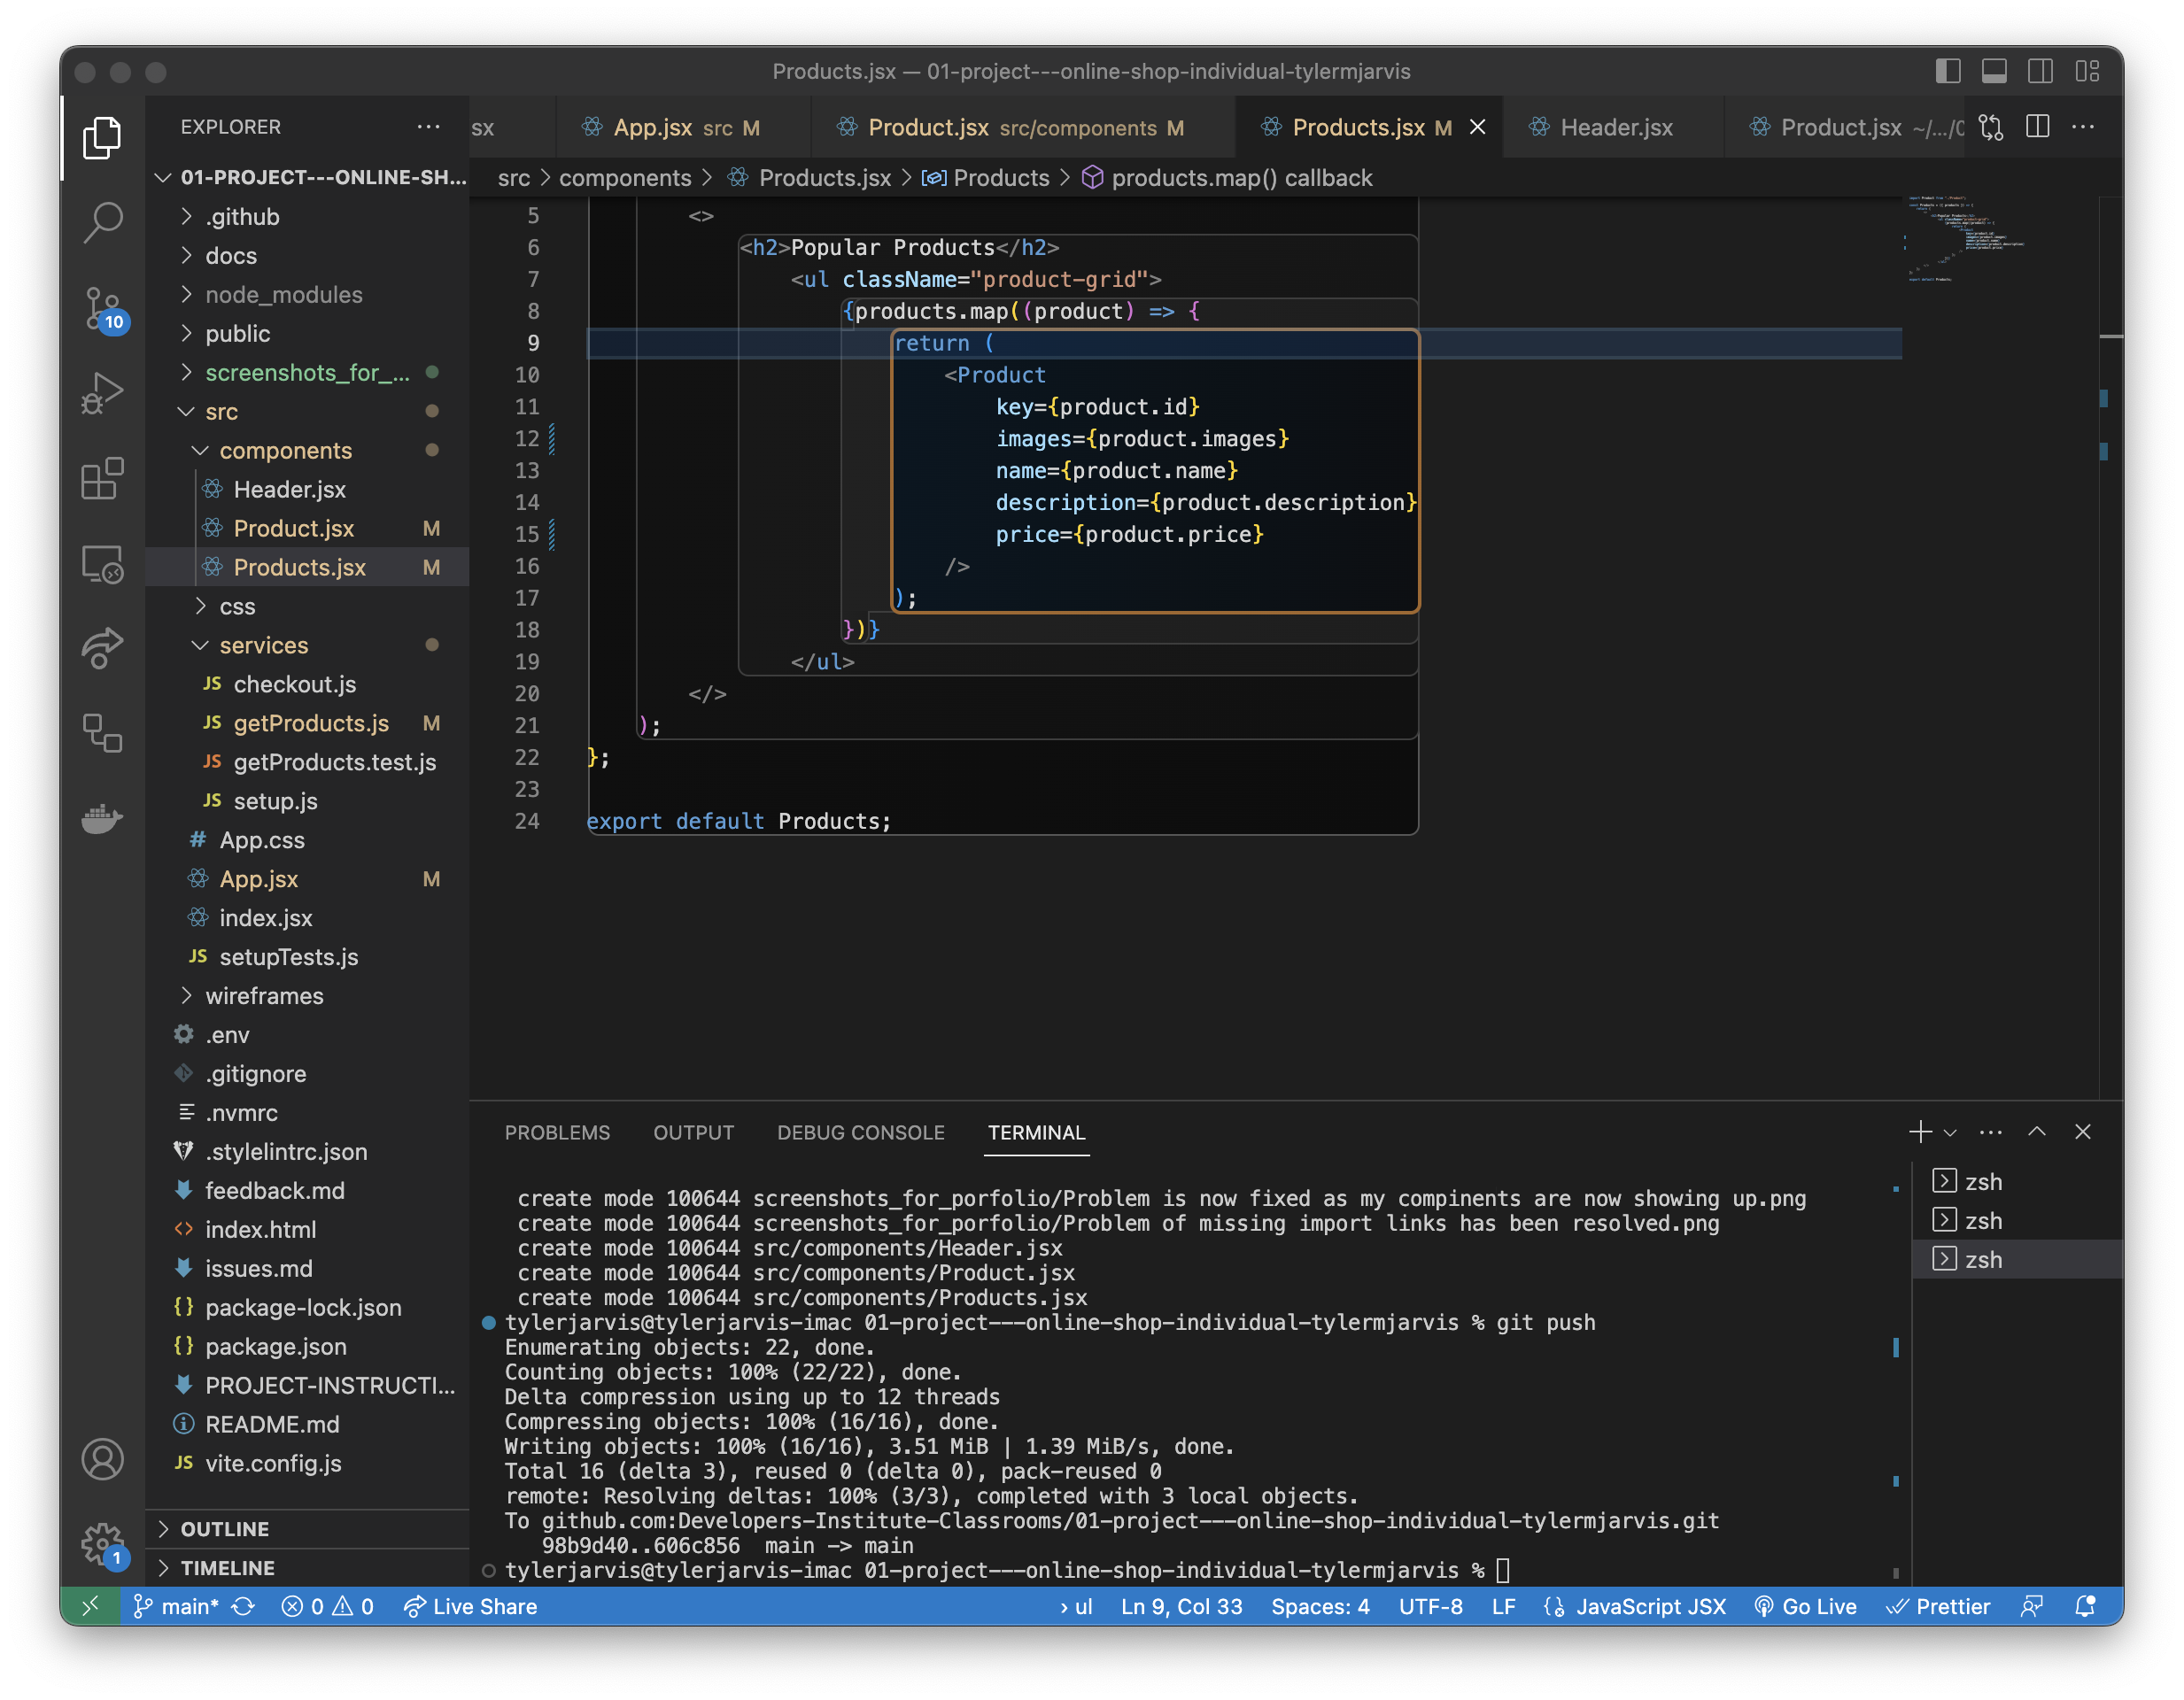 Products.jsx — 01-project---online-shop-individual-tylermjarvis
EXPLORER
sx
App.jsx src M
Product.jsx src/components M
Products.jsx M
Header.jsx
Product.jsx ~/.../0
src > components > Products.jsx > Products > products.map() callback
01-PROJECT---ONLINE-SH...
.github
docs
node_modules
public
screenshots_for_...
src
components
Header.jsx
Product.jsx M
Products.jsx M
css
services
checkout.js
JS getProducts.js M
JS getProducts.test.js
JS setup.js
# App.css
App.jsx M
index.jsx
JS setupTests.js
wireframes
.env
.gitignore
.nvmrc
.stylelintrc.json
feedback.md
<> index.html
issues.md
{} package-lock.json
{} package.json
PROJECT-INSTRUCTI...
README.md
JS vite.config.js
OUTLINE
TIMELINE
10
1
5 <>
6 <h2>Popular Products</h2>
7 <ul className="product-grid">
8 {products.map((product) => {
9 return (
10 <Product
11 key={product.id}
12 images={product.images}
13 name={product.name}
14 description={product.description}
15 price={product.price}
16 />
17 );
18 })}
19 </ul>
20 </>
21 );
22 };
23
24 export default Products;
PROBLEMS OUTPUT DEBUG CONSOLE TERMINAL
create mode 100644 screenshots_for_porfolio/Problem is now fixed as my compinents are now showing up.png
create mode 100644 screenshots_for_porfolio/Problem of missing import links has been resolved.png
create mode 100644 src/components/Header.jsx
create mode 100644 src/components/Product.jsx
create mode 100644 src/components/Products.jsx
tylerjarvis@tylerjarvis-imac 01-project---online-shop-individual-tylermjarvis % git push
Enumerating objects: 22, done.
Counting objects: 100% (22/22), done.
Delta compression using up to 12 threads
Compressing objects: 100% (16/16), done.
Writing objects: 100% (16/16), 3.51 MiB | 1.39 MiB/s, done.
Total 16 (delta 3), reused 0 (delta 0), pack-reused 0
remote: Resolving deltas: 100% (3/3), completed with 3 local objects.
To github.com:Developers-Institute-Classrooms/01-project---online-shop-individual-tylermjarvis.git
98b9d40..606c856 main -> main
tylerjarvis@tylerjarvis-imac 01-project---online-shop-individual-tylermjarvis %
zsh
zsh
zsh
main* 0 0 Live Share > ul Ln 9, Col 33 Spaces: 4 UTF-8 LF JavaScript JSX Go Live Prettier